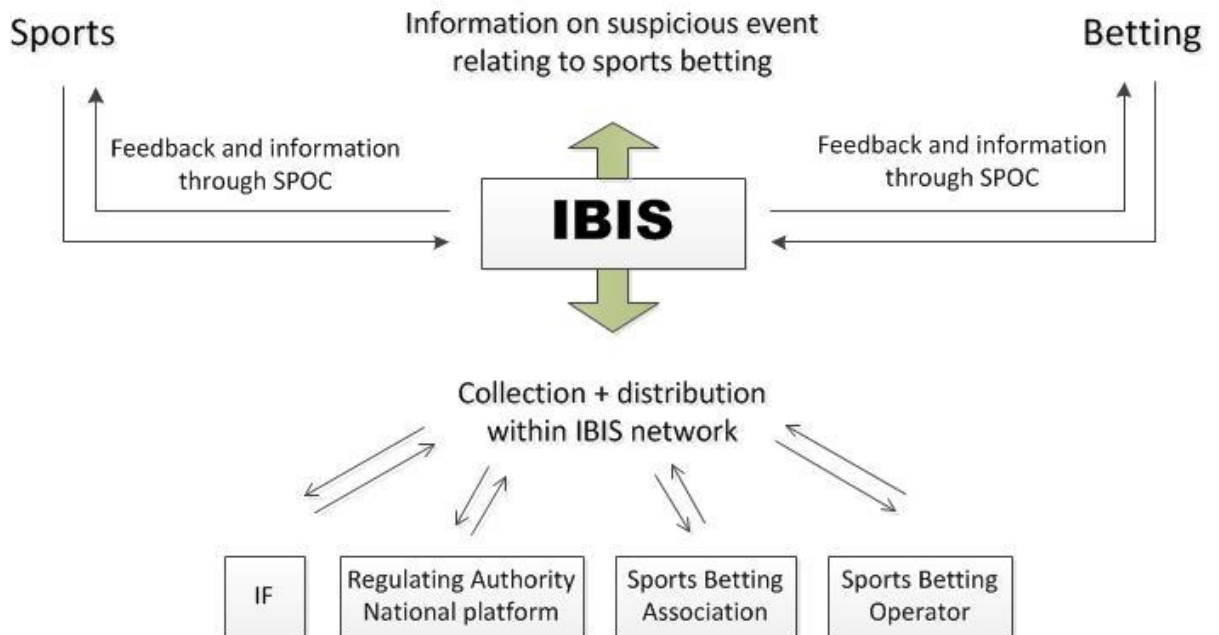 Sports
Information on suspicious event
relating to sports betting
Betting
Feedback and information
through SPOC
Feedback and information
through SPOC
IBIS
Collection + distribution
within IBIS network
IF
Regulating Authority
National platform
Sports Betting
Association
Sports Betting
Operator